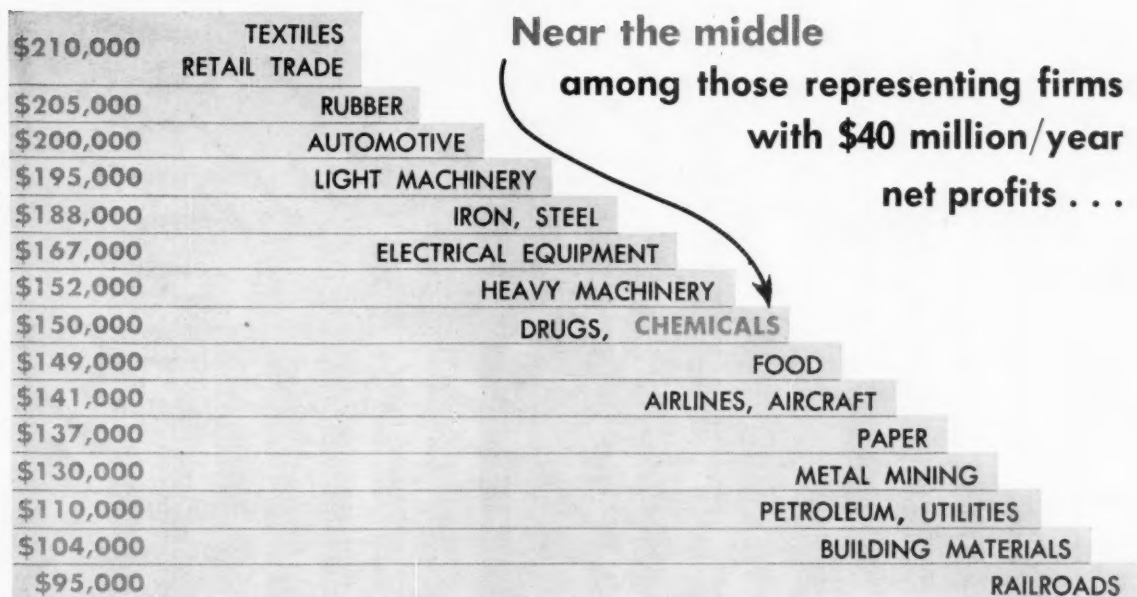 Near the middle
among those representing firms
with $40 million/year
net profits . . .
$210,000 TEXTILES
RETAIL TRADE
$205,000 RUBBER
$200,000 AUTOMOTIVE
$195,000 LIGHT MACHINERY
$188,000 IRON, STEEL
$167,000 ELECTRICAL EQUIPMENT
$152,000 HEAVY MACHINERY
$150,000 DRUGS, CHEMICALS
$149,000 FOOD
$141,000 AIRLINES, AIRCRAFT
$137,000 PAPER
$130,000 METAL MINING
$110,000 PETROLEUM, UTILITIES
$104,000 BUILDING MATERIALS
$95,000 RAILROADS